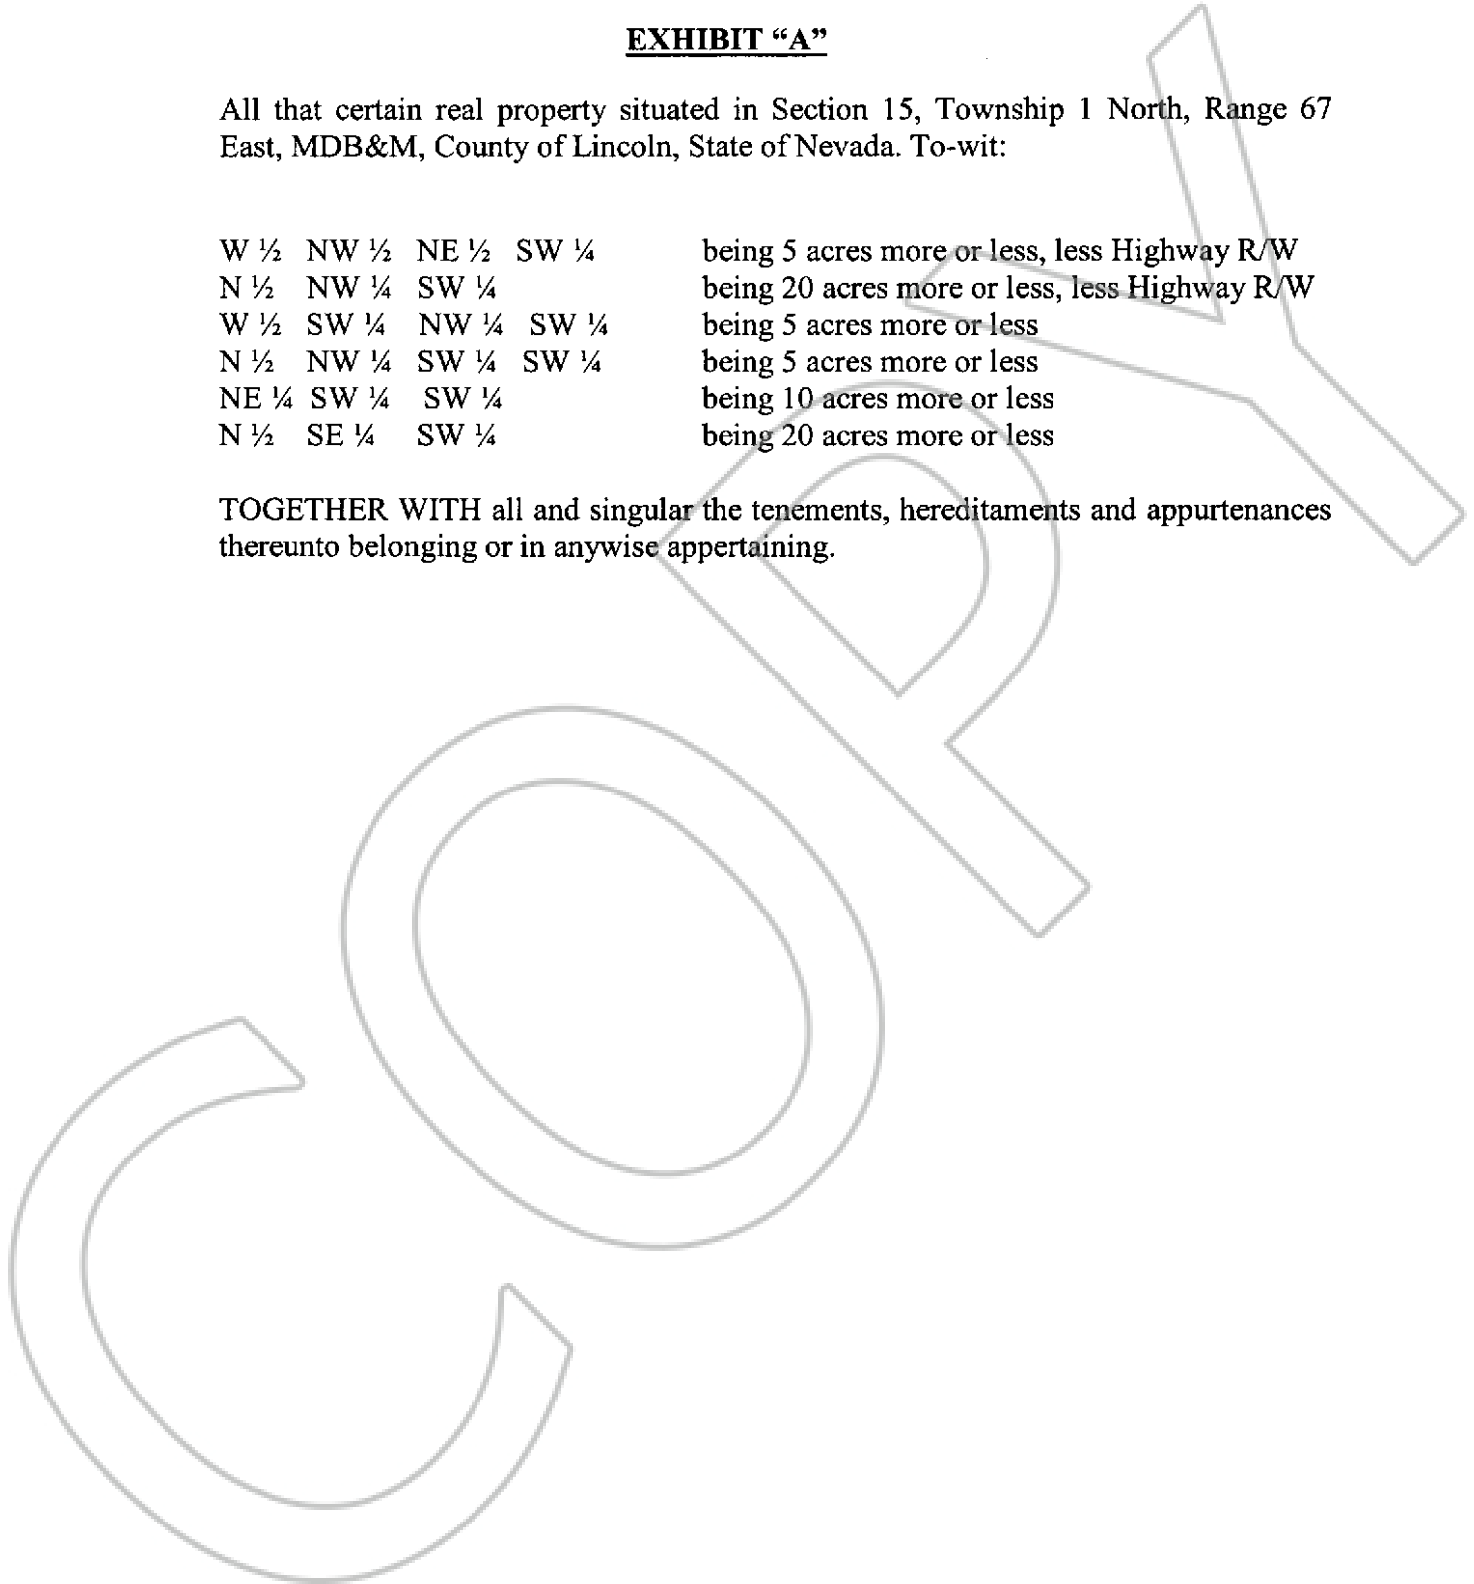 EXHIBIT “A”
All that certain real property situated in Section 15, Township 1 North, Range 67
East, MDB&M, County of Lincoln, State of Nevada. To-wit:
W ½ NW ½ NE ½ SW ¼ being 5 acres more or less, less Highway R/W
N ½ NW ¼ SW ¼ being 20 acres more or less, less Highway R/W
W ½ SW ¼ NW ¼ SW ¼ being 5 acres more or less
N ½ NW ¼ SW ¼ SW ¼ being 5 acres more or less
NE ¼ SW ¼ SW ¼ being 10 acres more or less
N ½ SE ¼ SW ¼ being 20 acres more or less
TOGETHER WITH all and singular the tenements, hereditaments and appurtenances
thereunto belonging or in anywise appertaining.
COPY